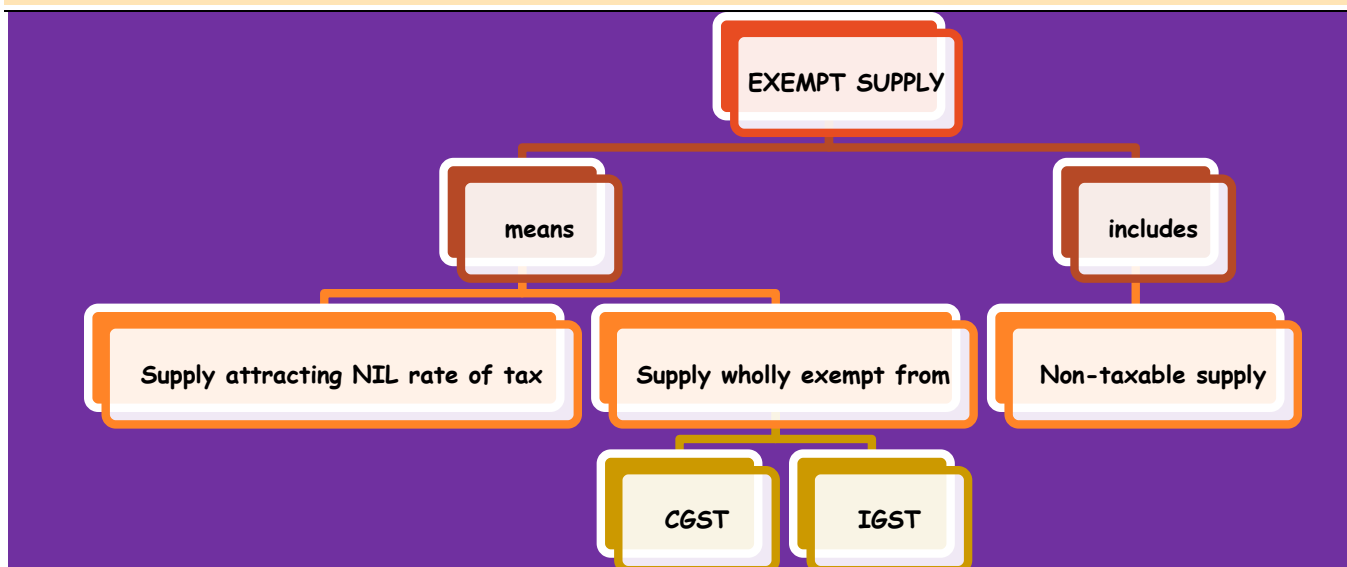 EXEMPT SUPPLY
means
includes
Supply attracting NIL rate of tax
Supply wholly exempt from
Non-taxable supply
CGST
IGST